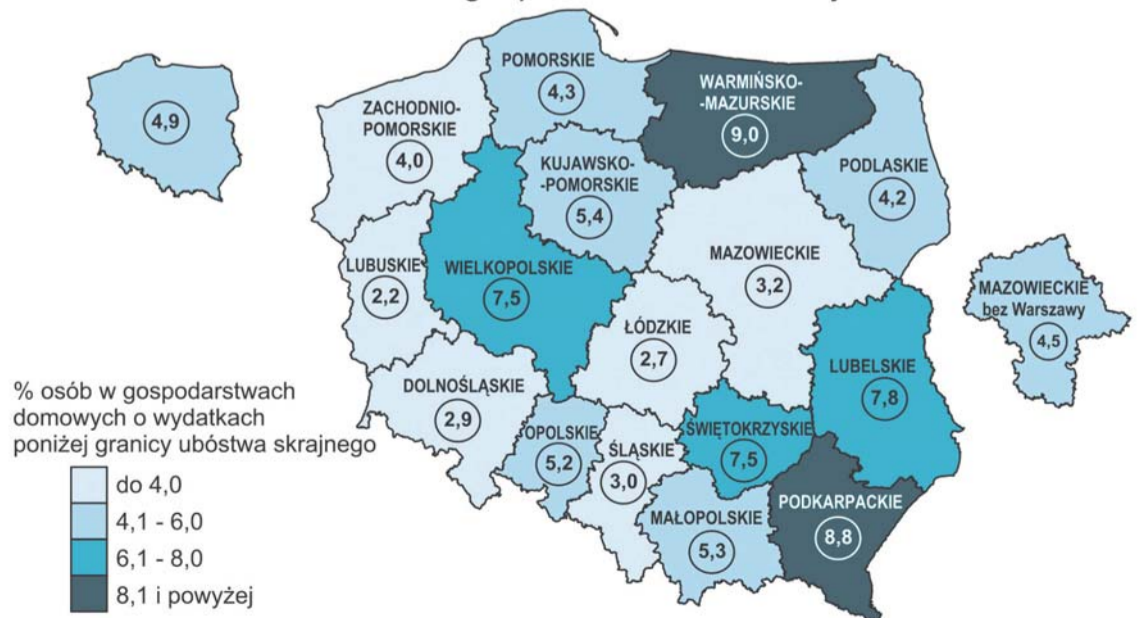 4,9
POMORSKIE
4,3
WARMIŃSKO-
-MAZURSKIE
9,0
ZACHODNIO-
POMORSKIE
4,0
KUJAWSKO-
-POMORSKIE
5,4
PODLASKIE
4,2
LUBUSKIE
2,2
WIELKOPOLSKIE
7,5
MAZOWIECKIE
3,2
MAZOWIECKIE
bez Warszawy
4,5
ŁÓDZKIE
2,7
LUBELSKIE
7,8
DOLNOŚLĄSKIE
2,9
OPOLSKIE
5,2
ŚLĄSKIE
3,0
ŚWIĘTOKRZYSKIE
7,5
MAŁOPOLSKIE
5,3
PODKARPACKIE
8,8
% osób w gospodarstwach
domowych o wydatkach
poniżej granicy ubóstwa skrajnego
do 4,0
4,1 - 6,0
6,1 - 8,0
8,1 i powyżej